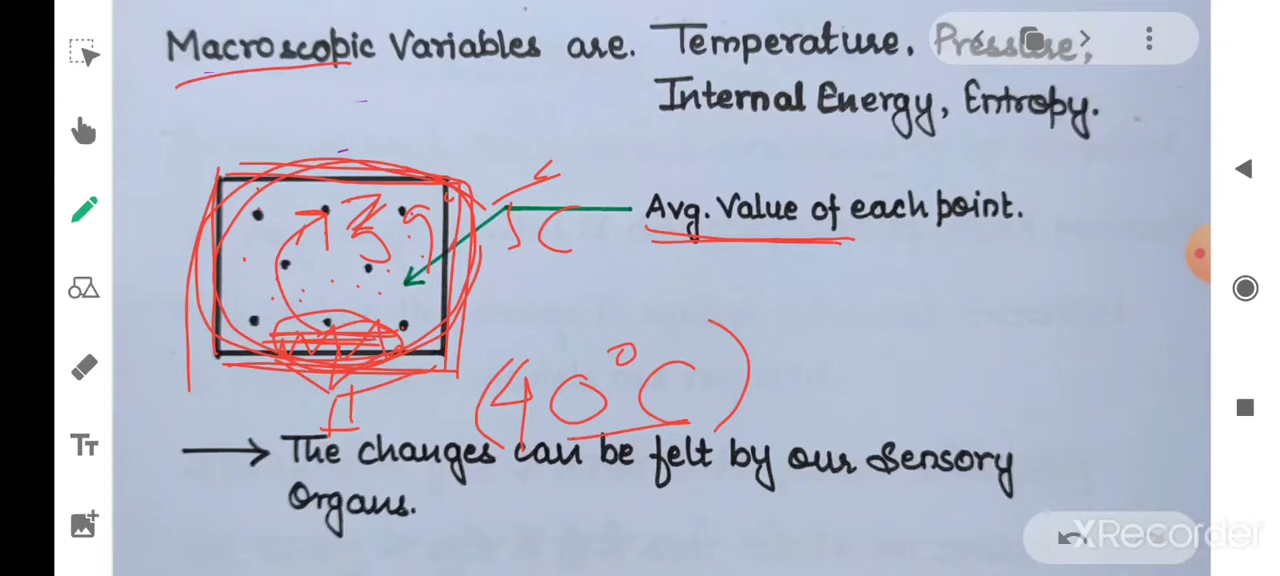 Macroscopic Variables are. Temperature, Pressure,
Internal Energy, Entropy.
Avg. Value of each point.
(40°C)
→ The changes can be felt by our Sensory
Organs.
Tt
XRecorder